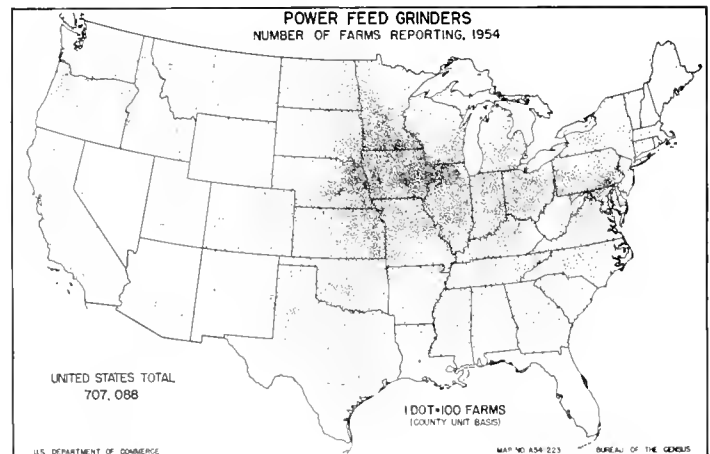 POWER FEED GRINDERS
NUMBER OF FARMS REPORTING, 1954
UNITED STATES TOTAL
707, 088
1 DOT=100 FARMS
(COUNTY UNIT BASIS)
U.S. DEPARTMENT OF COMMERCE
MAP NO. A54-223
BUREAU OF THE CENSUS